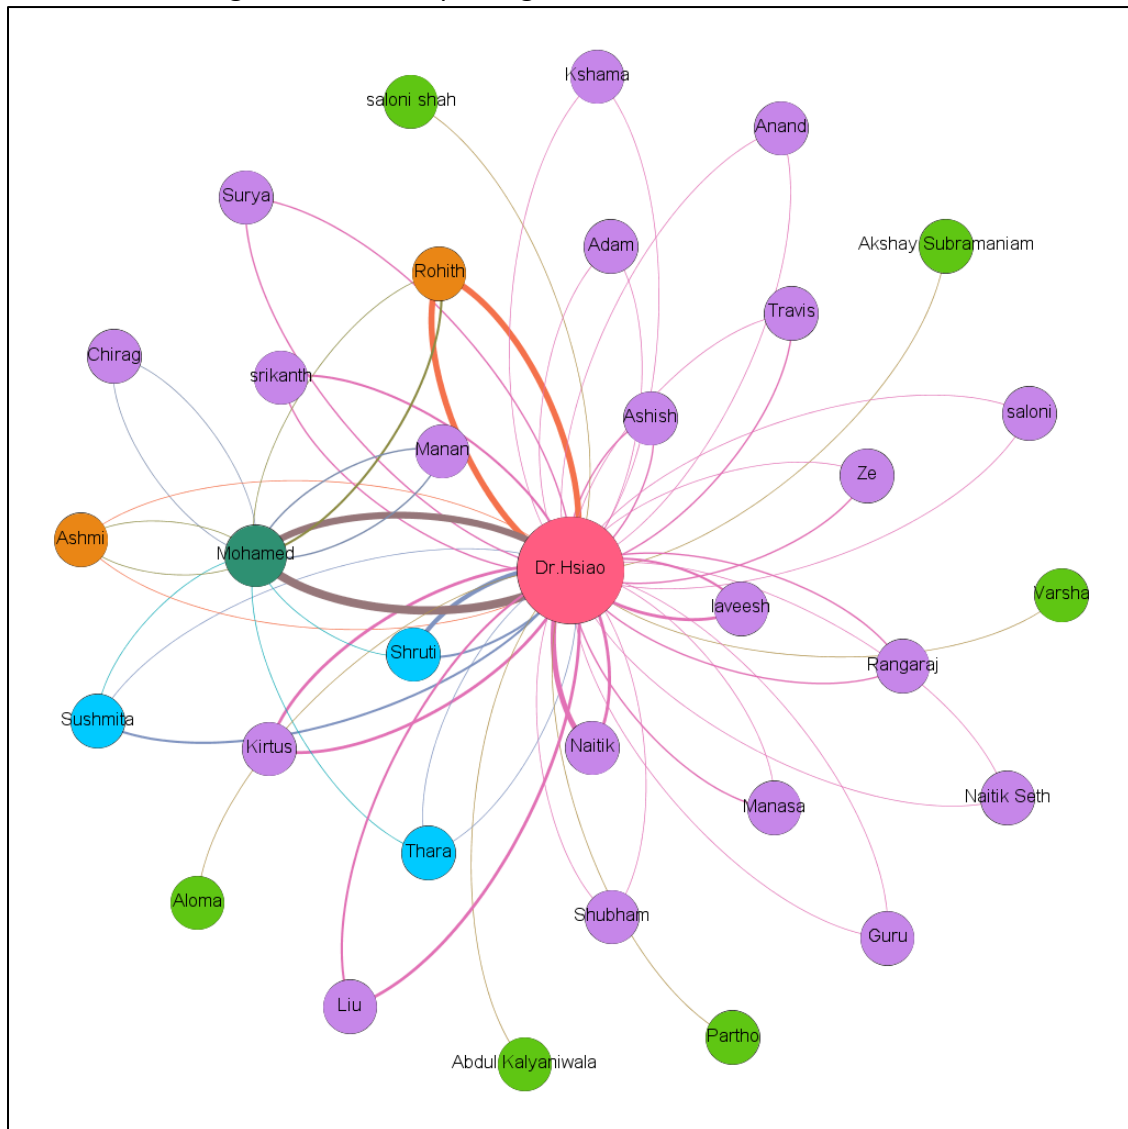 Kshama
saloni shah
Anand
Surya
Adam
Akshay Subramaniam
Rohith
Travis
Chirag
srikanth
Ashish
saloni
Manan
Ze
Ashmi
Mohamed
Dr.Hsiao
Varsha
laveesh
Shruti
Rangaraj
Sushmita
Kirtus
Naitik
Naitik Seth
Manasa
Thara
Aloma
Shubham
Guru
Liu
Partho
Abdul Kalyaniwala